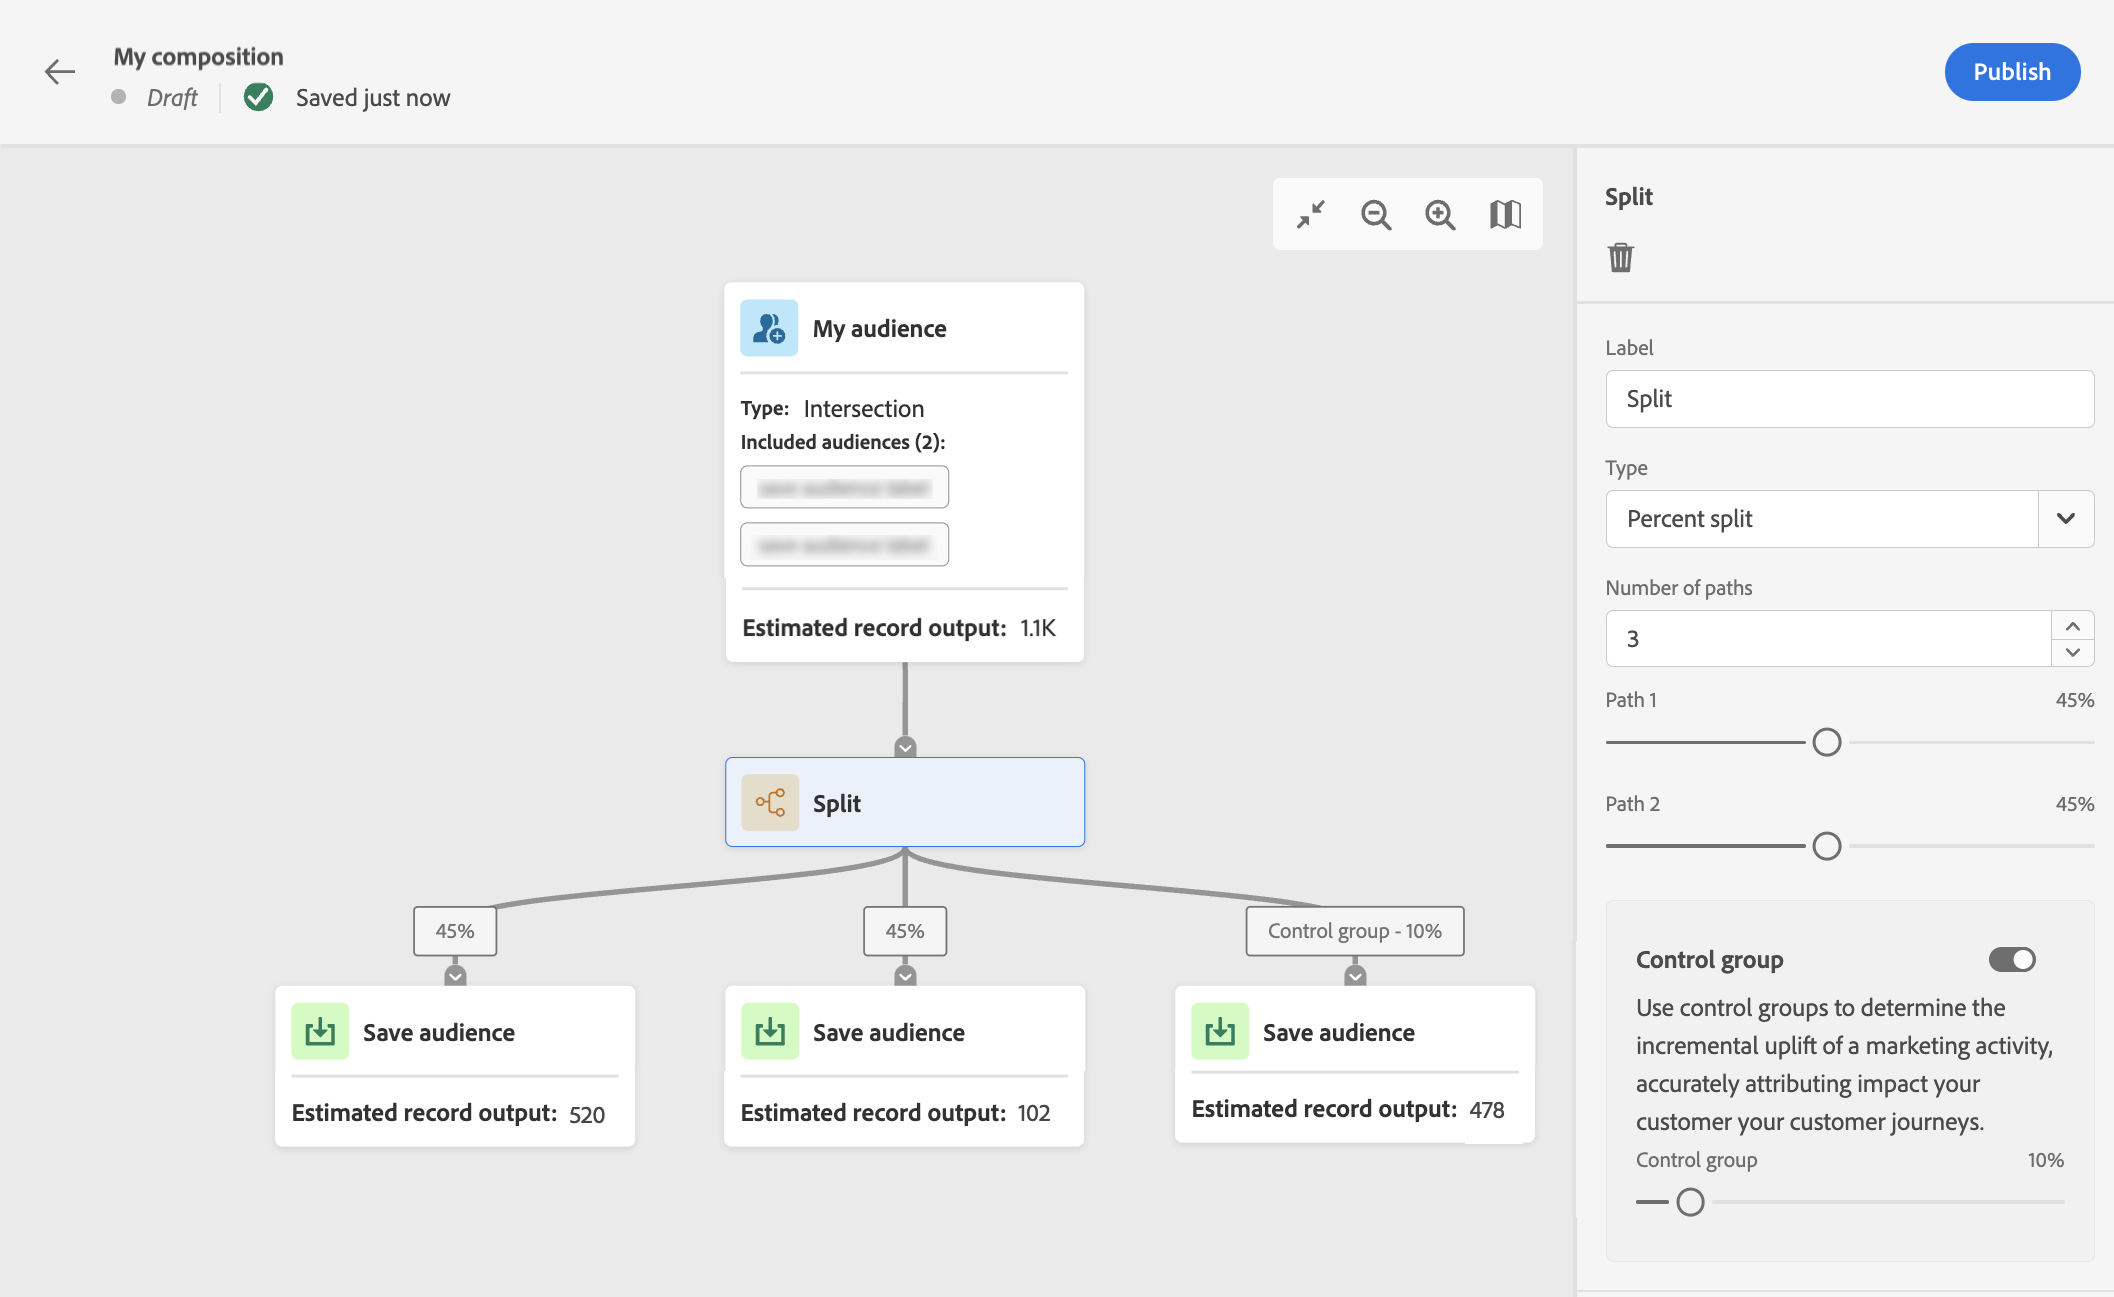 My composition
Draft
Saved just now
Publish
My audience
Type: Intersection
Included audiences (2):
Estimated record output: 1.1K
Split
45%
45%
Control group - 10%
Save audience
Estimated record output: 520
Save audience
Estimated record output: 102
Save audience
Estimated record output: 478
Split
Label
Split
Type
Percent split
Number of paths
3
Path 1 45%
Path 2 45%
Control group
Use control groups to determine the
incremental uplift of a marketing activity,
accurately attributing impact your
customer your customer journeys.
Control group 10%